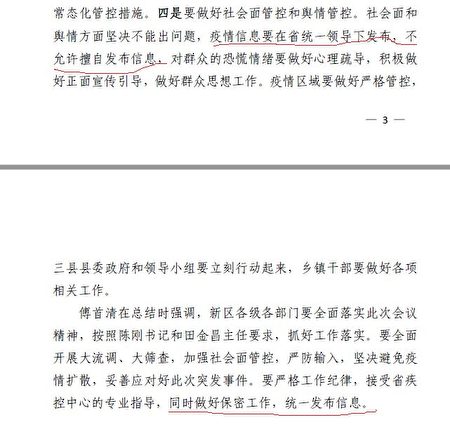 常态化管控措施。四是要做好社会面管控和舆情管控。社会面和
舆情方面坚决不能出问题，疫情信息要在省统一领导下发布，不
允许擅自发布信息，对群众的恐慌情绪要做好心理疏导，积极做
好正面宣传引导，做好群众思想工作。疫情区域要做好严格管控，
— 3
三县县委政府和领导小组要立刻行动起来，乡镇干部要做好各项
相关工作。
傅首清在总结时强调，新区各级各部门要全面落实此次会议
精神，按照陈刚书记和田金昌主任要求，抓好工作落实。要全面
开展大流调、大筛查，加强社会面管控，严防输入，坚决避免疫
情扩散，妥善应对好此次突发事件。要严格工作纪律，接受省疾
控中心的专业指导，同时做好保密工作，统一发布信息。